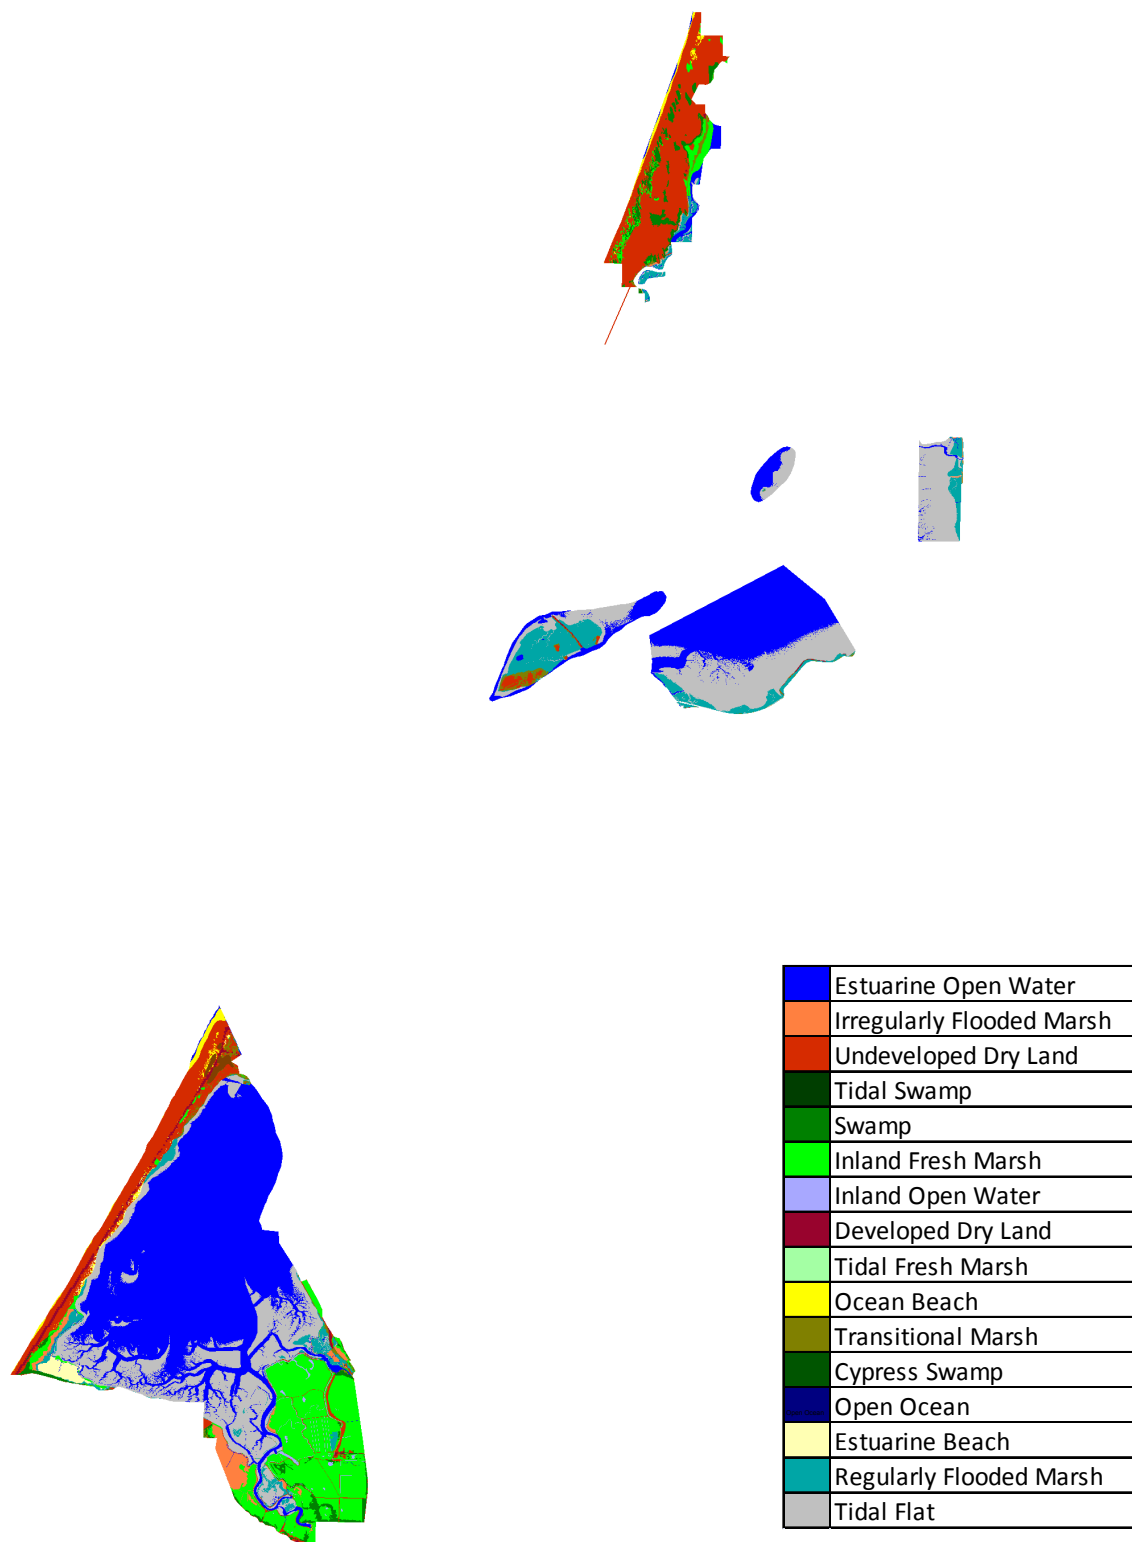 Estuarine Open Water
Irregularly Flooded Marsh
Undeveloped Dry Land
Tidal Swamp
Swamp
Inland Fresh Marsh
Inland Open Water
Developed Dry Land
Tidal Fresh Marsh
Ocean Beach
Transitional Marsh
Cypress Swamp
Open Ocean
Estuarine Beach
Regularly Flooded Marsh
Tidal Flat